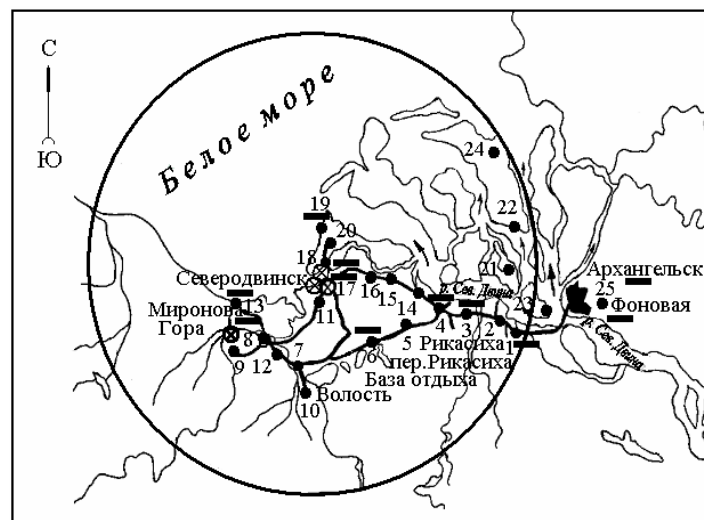 С
Ю
Белое море
24
19
20
22
18
21
Архангельск
Северодвинск
17
16
15
р. Сев. Двина
25
Миронова
Гора
13
14
23
Фоновая
11
4
3
2
1
р. Сев. Двина
8
5
Рикасиха
9
12
7
6
пер.Рикасиха
База отдыха
10
Волость